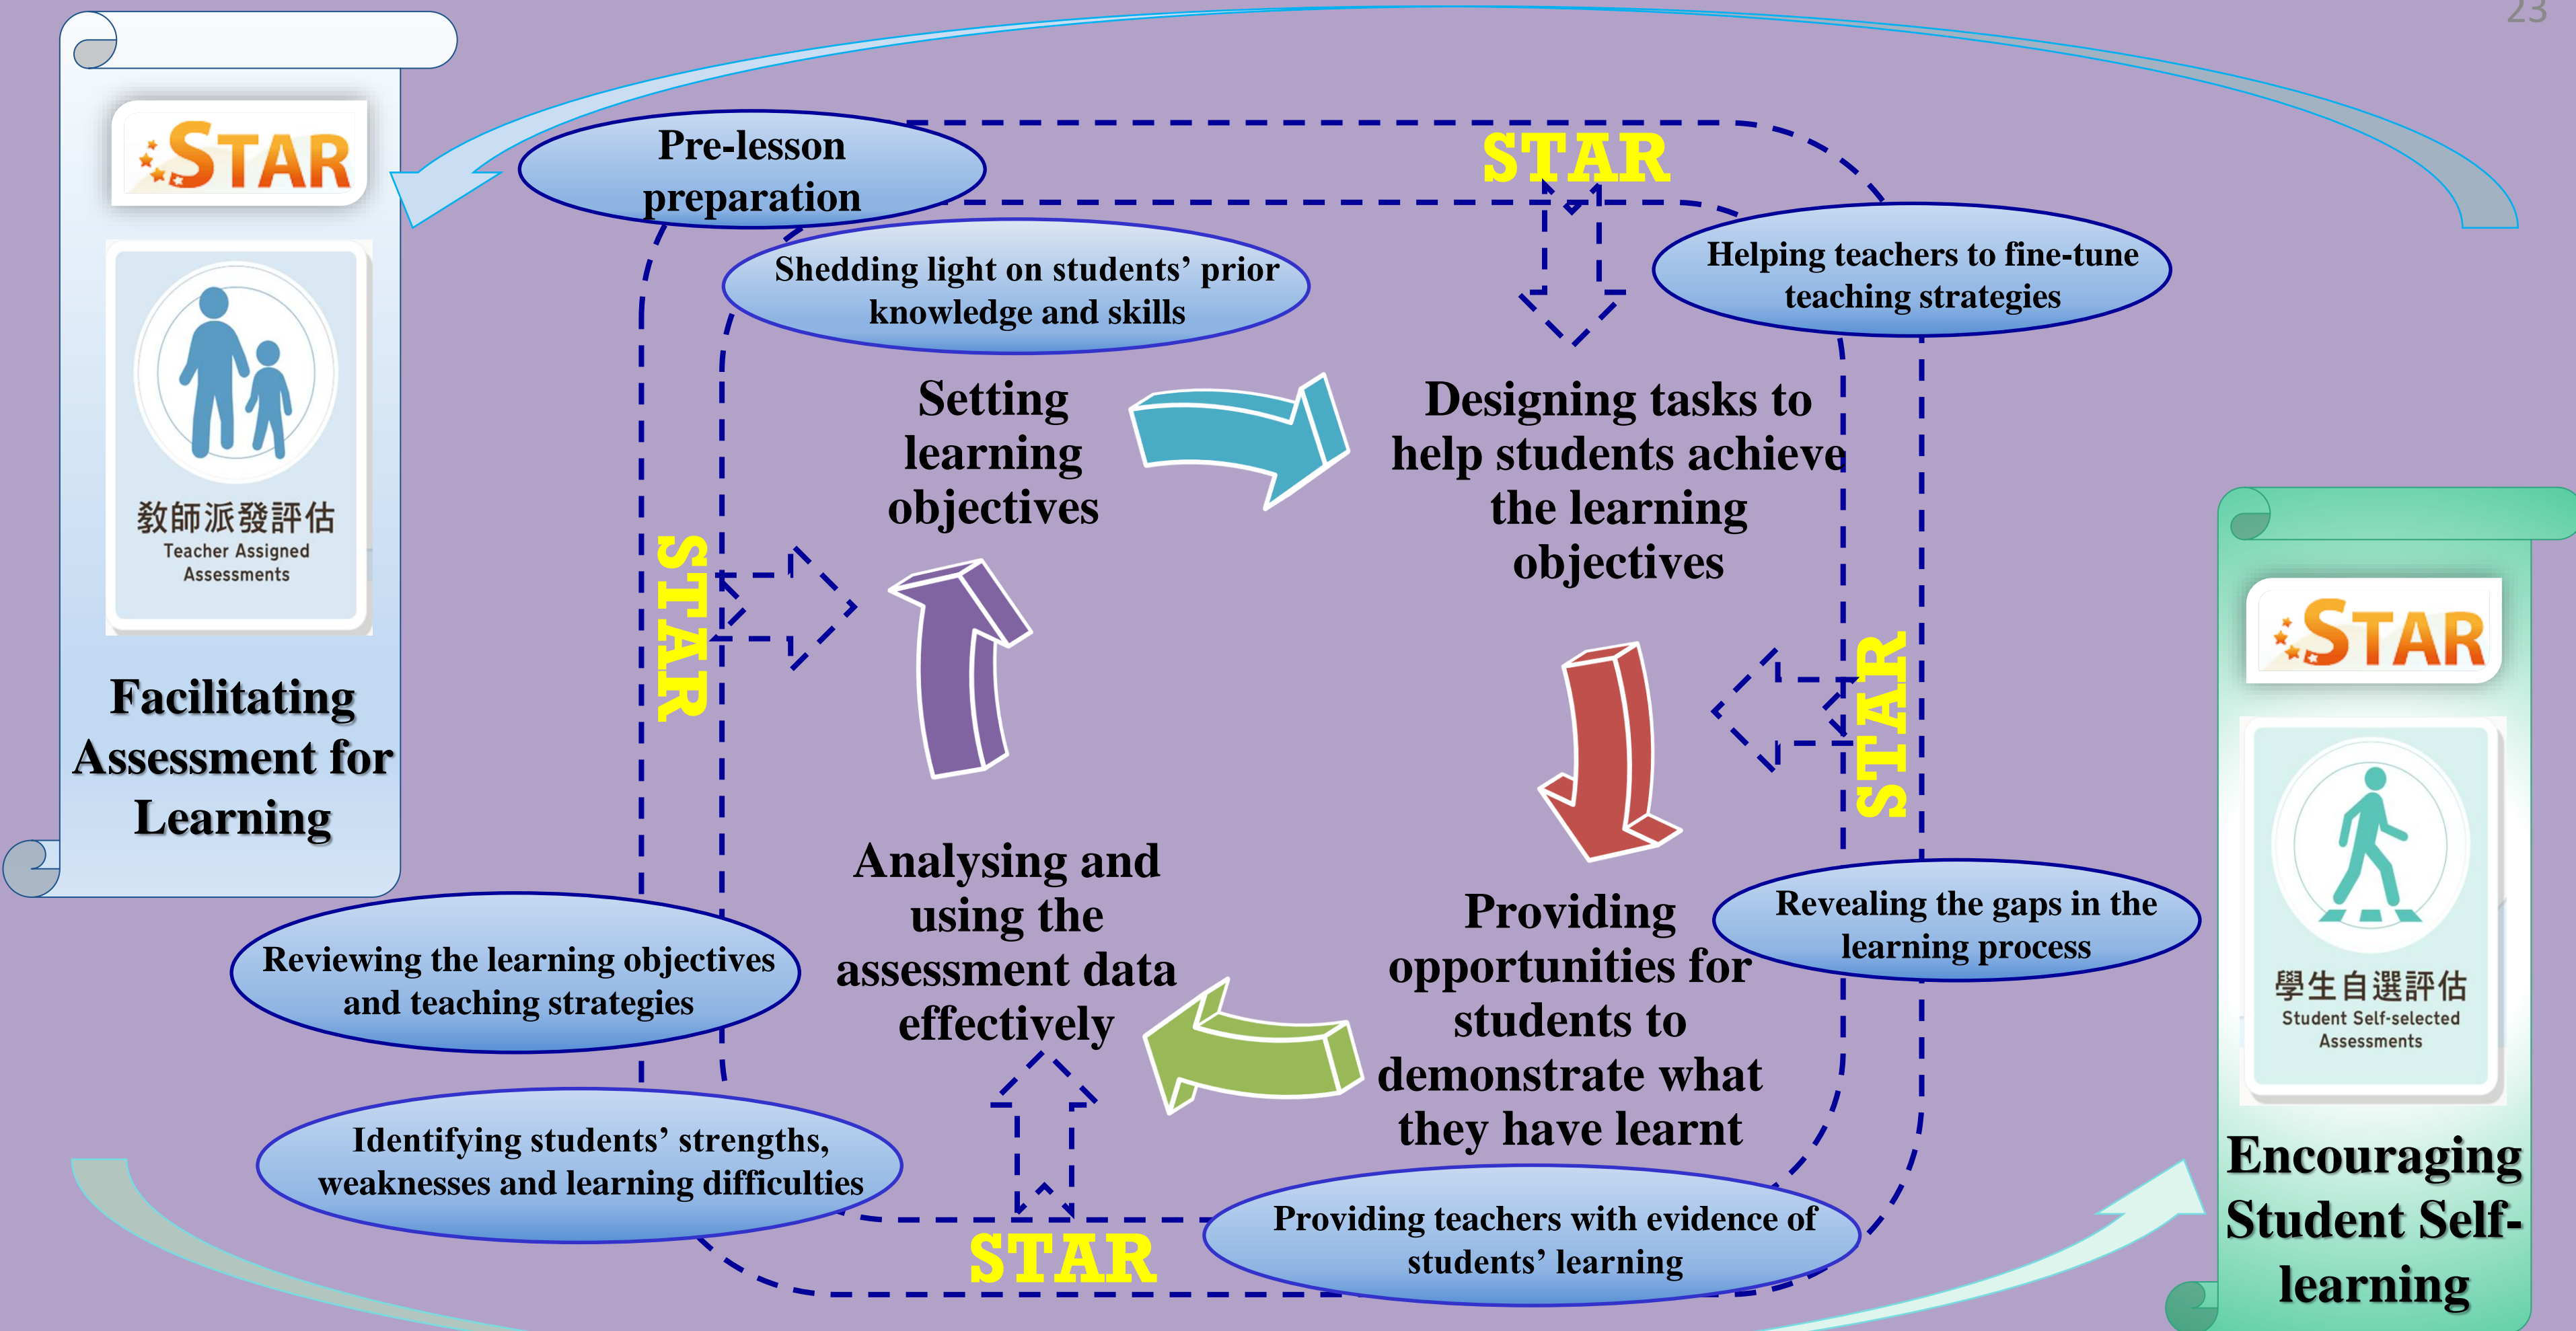 23
STAR
教師派發評估
Teacher Assigned
Assessments
Facilitating
Assessment for
Learning
Pre-lesson
preparation
Shedding light on students’ prior
knowledge and skills
STAR
Helping teachers to fine-tune
teaching strategies
Setting
learning
objectives
Designing tasks to
help students achieve
the learning
objectives
STAR
STAR
Analysing and
using the
assessment data
effectively
Providing
opportunities for
students to
demonstrate what
they have learnt
Revealing the gaps in the
learning process
Reviewing the learning objectives
and teaching strategies
Identifying students’ strengths,
weaknesses and learning difficulties
STAR
Providing teachers with evidence of
students’ learning
STAR
學生自選評估
Student Self-selected
Assessments
Encouraging
Student Self-
learning